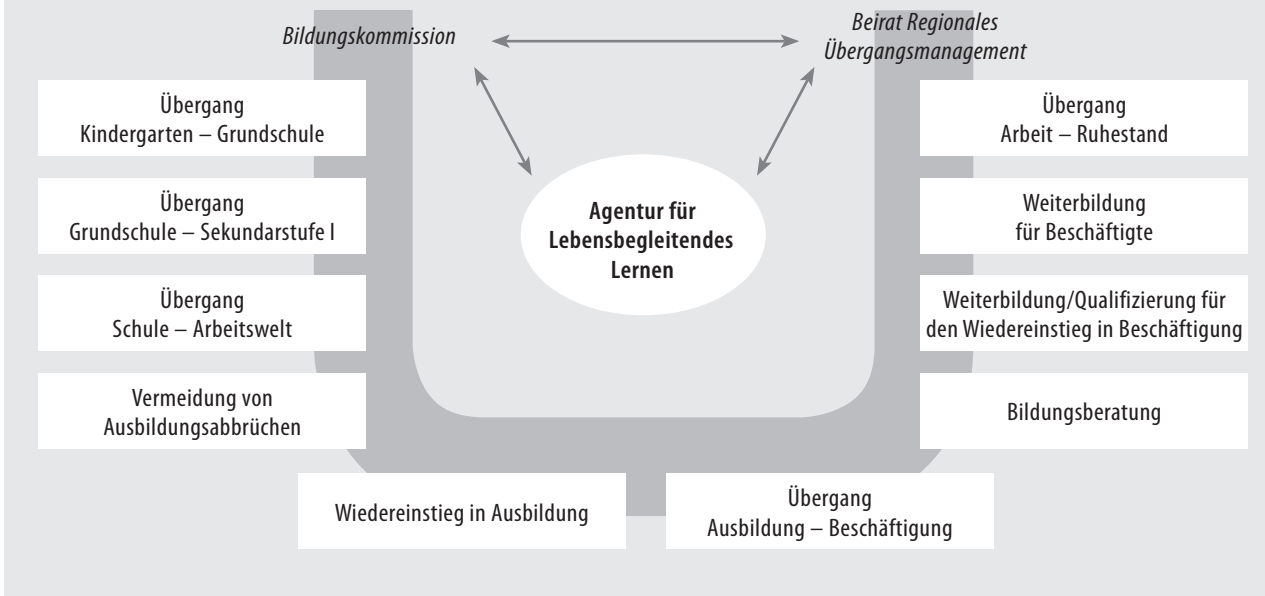 Bildungskommission
Beirat Regionales
Übergangsmanagement
Übergang
Kindergarten – Grundschule
Übergang
Grundschule – Sekundarstufe I
Übergang
Schule – Arbeitswelt
Vermeidung von
Ausbildungsabbrüchen
Wiedereinstieg in Ausbildung
Agentur für
Lebensbegleitendes
Lernen
Übergang
Ausbildung – Beschäftigung
Übergang
Arbeit – Ruhestand
Weiterbildung
für Beschäftigte
Weiterbildung/Qualifizierung für
den Wiedereinstieg in Beschäftigung
Bildungsberatung